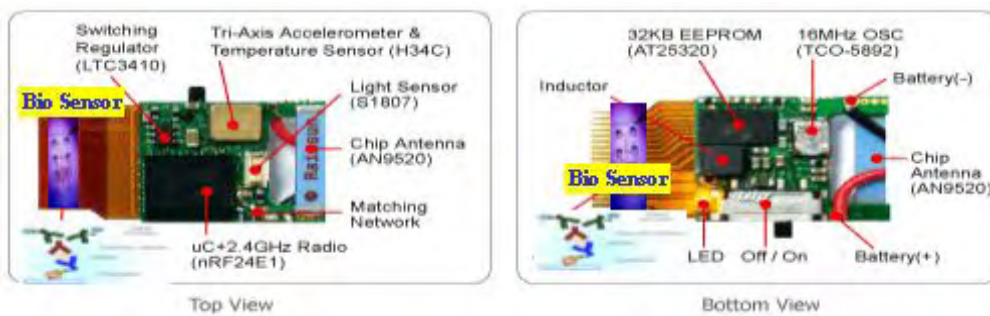 Switching
Regulator
(LTC3410)
Tri-Axis Accelerometer &
Temperature Sensor (H34C)
Light Sensor
(S1807)
Bio Sensor
Chip Antenna
(AN9520)
Matching
Network
uC+2.4GHz Radio
(nRF24E1)
Top View
32KB EEPROM
(AT25320)
16MHz OSC
(TCO-5892)
Inductor
Battery(-)
Bio Sensor
Chip
Antenna
(AN9520)
LED
Off / On
Battery(+)
Bottom View